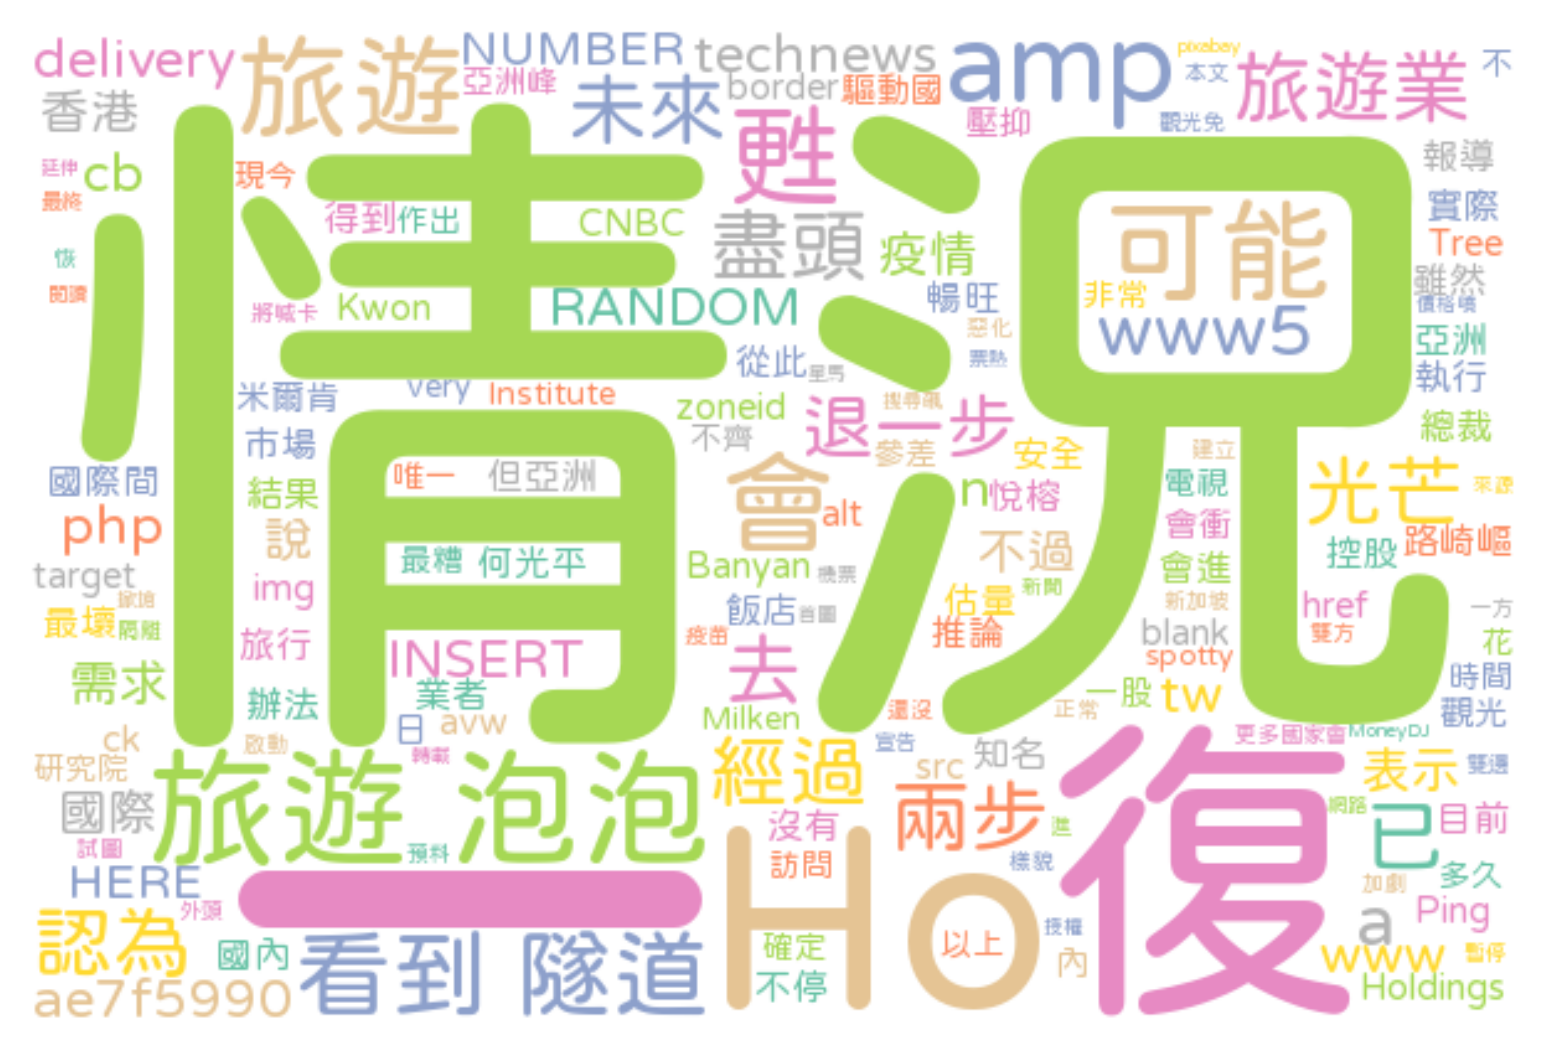 delivery
旅遊
NUMBER
technews
amp
pixabay
本文
旅遊業
不
香港
亞洲峰
未來
border
驅動國
壓抑
觀光免
延伸
cb
現今
甦
報導
最終
得到
作出
CNBC
盡頭
疫情
可能
實際
Tree
恢
閱讀
將喊卡
Kwon
RANDOM
暢旺
非常
雖然
價格噴
www5
惡化
亞洲
情況
從此
星馬
票熱
執行
米爾肯
very
Institute
zoneid
搜尋飆
退一步
總裁
市場
不齊
參差
安全
建立
國際間
結果
唯一
但亞洲
會
n
悅榕
電視
光芒
來源
php
說
alt
不過
會衝
路崎嶇
target
最糟
何光平
Banyan
機票
新聞
會進
控股
img
飯店
首圖
估量
新加坡
href
一方
最壞
隔離
旅行
INSERT
疫苗
去
推論
blank
雙方
花
spotty
需求
辦法
業者
Milken
還沒
一股
tw
時間
日
avw
正常
觀光
ck
啟動
轉載
經過
宣告
知名
更多國家會
MoneyDJ
研究院
src
表示
雙邊
國際
旅遊
泡泡
沒有
兩步
進
復
網路
已
目前
試圖
預料
訪問
樣貌
HERE
一
Ho
加劇
多久
認為
外頭
a
Ping
國內
看到
隧道
確定
以上
授權
www
暫停
ae7f5990
不停
內
Holdings